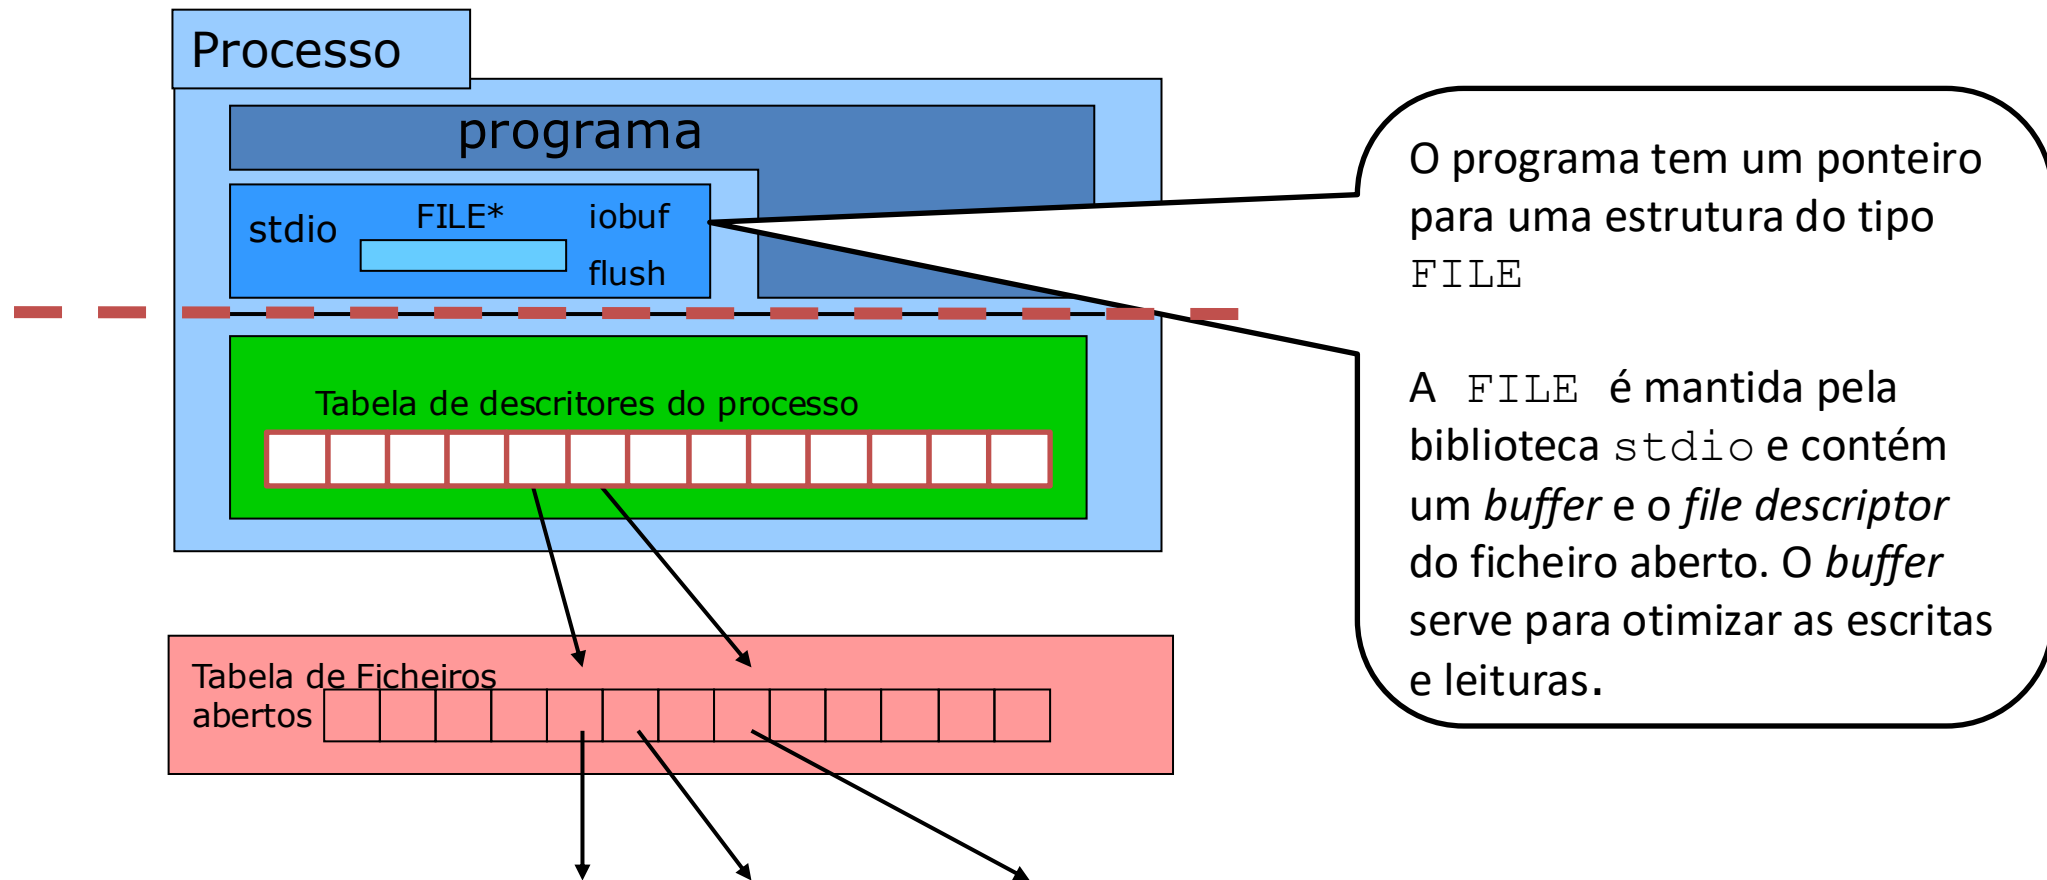 Processo
programa
stdio
FILE*
iobuf
flush
Tabela de descritores do processo
Tabela de Ficheiros
abertos
O programa tem um ponteiro
para uma estrutura do tipo
FILE
A FILE é mantida pela
biblioteca stdio e contém
um buffer e o file descriptor
do ficheiro aberto. O buffer
serve para otimizar as escritas
e leituras.